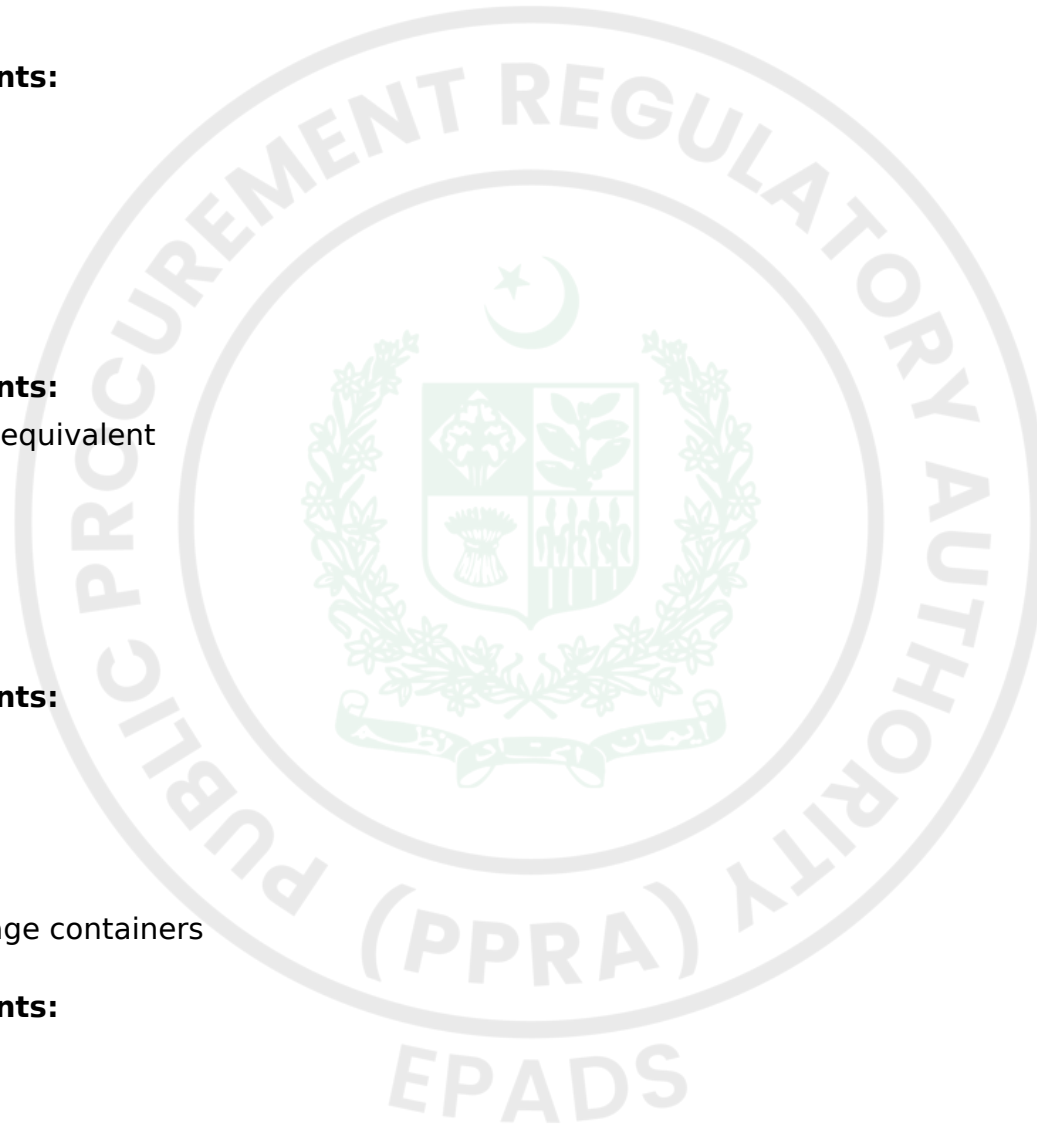 nts:
nts:
equivalent
nts:
ge containers
nts:
PUBLIC PROCUREMENT REGULATORY AUTHORITY
(PPRA)
EPADS